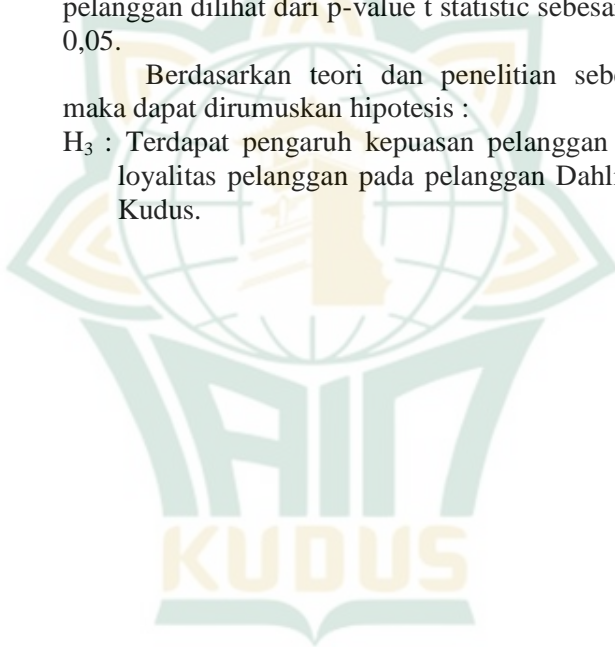 pelanggan dilihat dari p-value t statistic sebesa
0,05.
Berdasarkan teori dan penelitian seb
maka dapat dirumuskan hipotesis :
H₃ : Terdapat pengaruh kepuasan pelanggan
loyalitas pelanggan pada pelanggan Dahl
Kudus.
IAIN
KUDUS